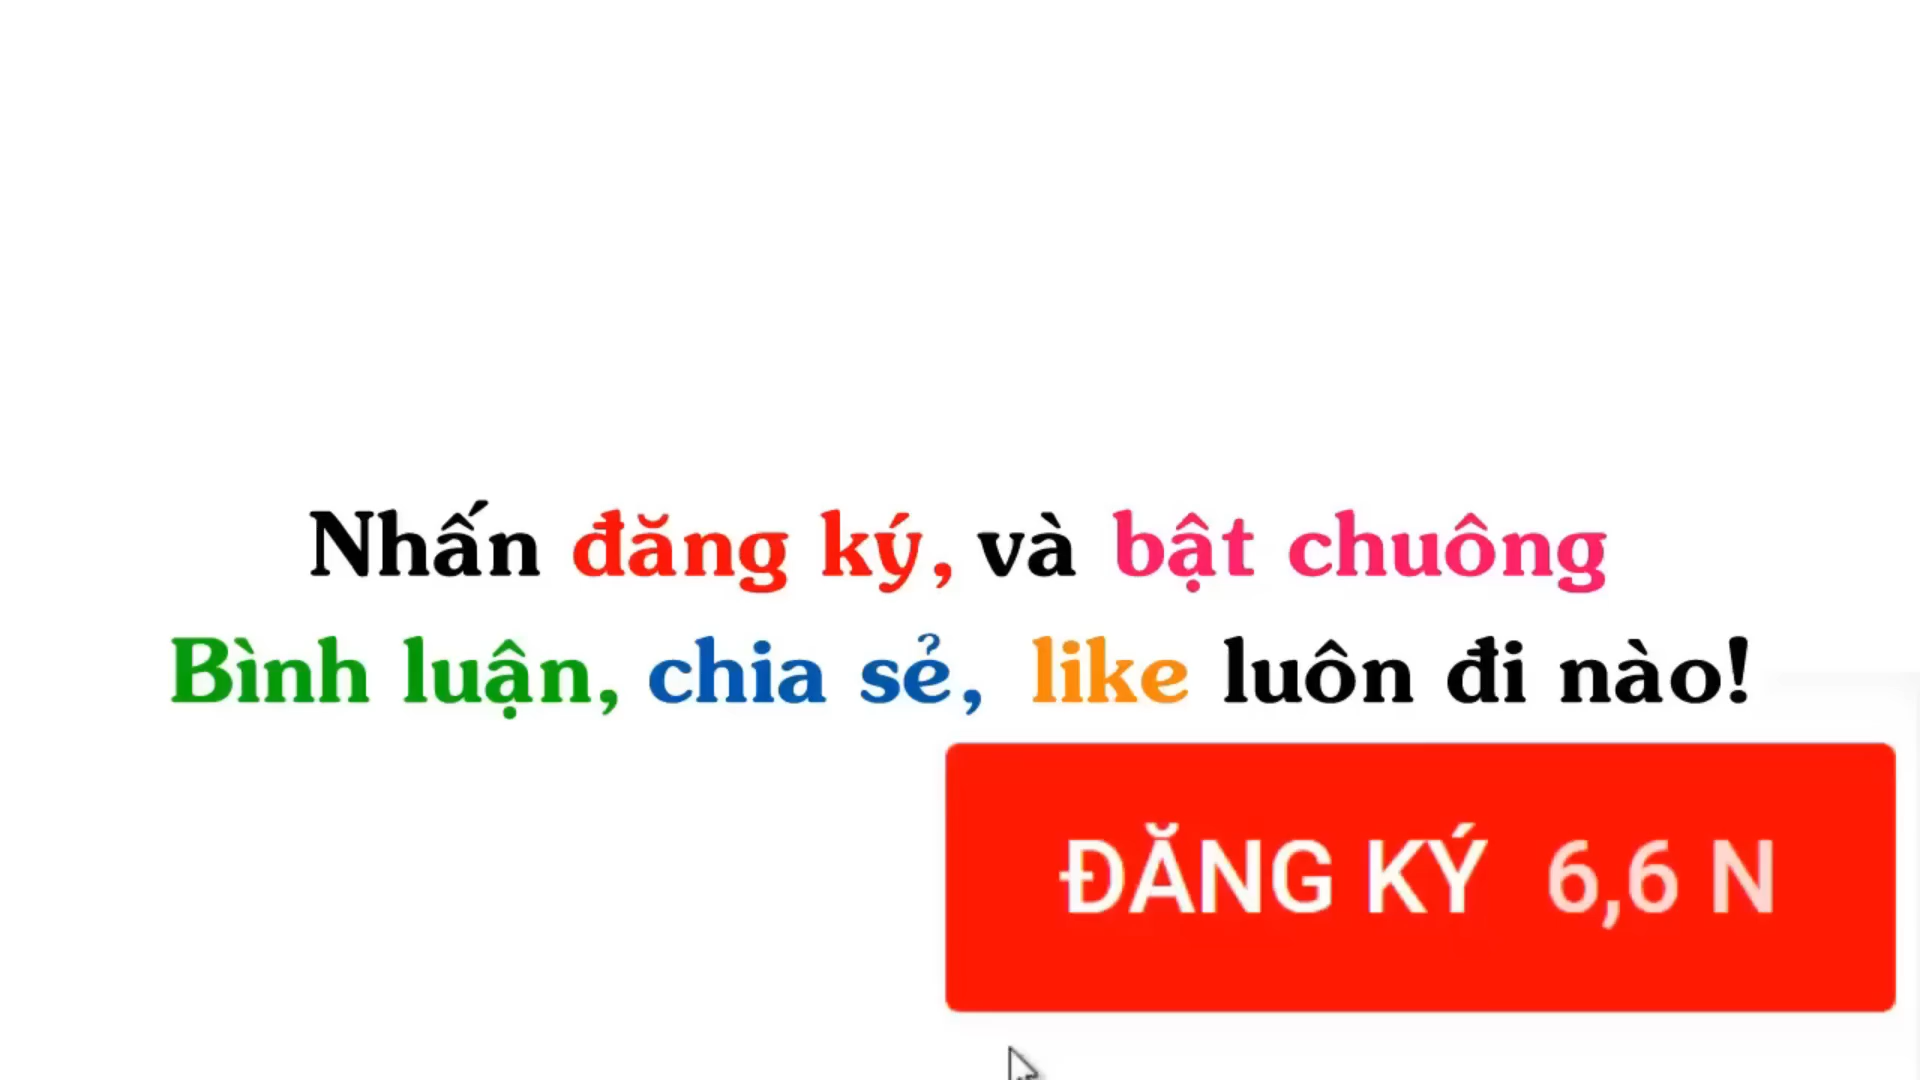 Nhấn đăng ký, và bật chuông
Bình luận, chia sẻ, like luôn đi nào!
ĐĂNG KÝ 6,6 N